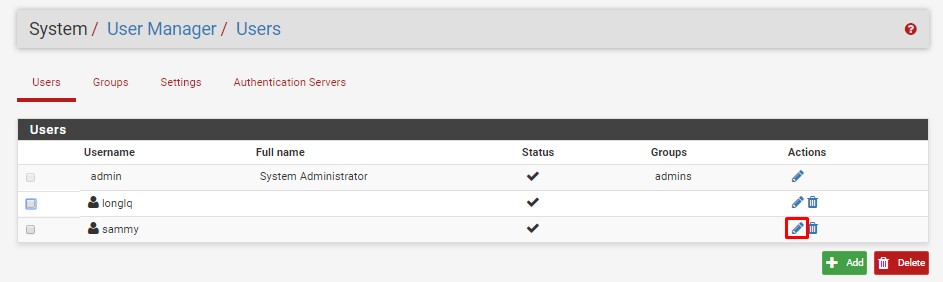 System / User Manager / Users
Users Groups Settings Authentication Servers
Users
Username Full name Status Groups Actions
admin System Administrator admins
longlq
sammy
Add Delete